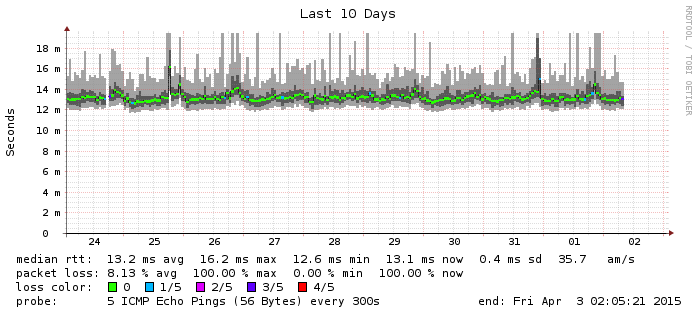 Last 10 Days
RRDTOOL / TOBI OETIKER
Seconds
18 m
16 m
14 m
12 m
10 m
8 m
6 m
4 m
2 m
0
24 25 26 27 28 29 30 31 01 02
median rtt: 13.2 ms avg 16.2 ms max 12.6 ms min 13.1 ms now 0.4 ms sd 35.7 am/s
packet loss: 8.13 % avg 100.00 % max 0.00 % min 100.00 % now
loss color: 0 1/5 2/5 3/5 4/5
probe: 5 ICMP Echo Pings (56 Bytes) every 300s end: Fri Apr 3 02:05:21 2015